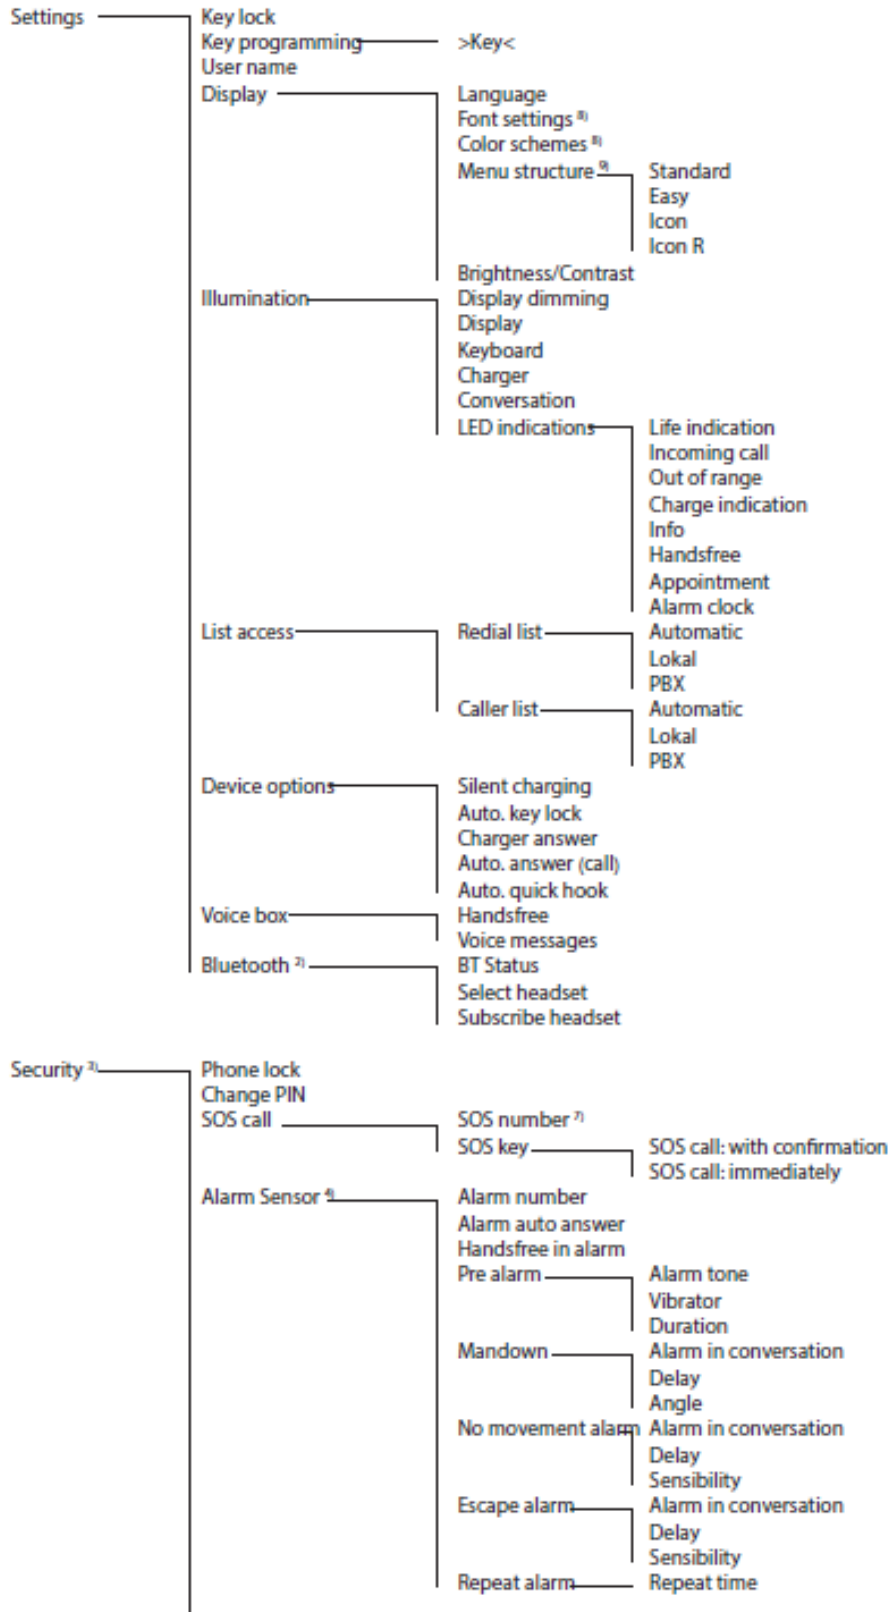 Settings Key lock
Key programming >Key<
User name
Display Language
Font settings 8)
Color schemes 8)
Menu structure 9) Standard
Easy
Icon
Icon R
Brightness/Contrast
Illumination Display dimming
Display
Keyboard
Charger
Conversation
LED indications Life indication
Incoming call
Out of range
Charge indication
Info
Handsfree
Appointment
Alarm clock
List access Redial list Automatic
Lokal
PBX
Caller list Automatic
Lokal
PBX
Device options Silent charging
Auto. key lock
Charger answer
Auto. answer (call)
Auto. quick hook
Voice box Handsfree
Voice messages
Bluetooth 2) BT Status
Select headset
Subscribe headset
Security 3) Phone lock
Change PIN
SOS call SOS number 7)
SOS key SOS call: with confirmation
SOS call: immediately
Alarm Sensor 4) Alarm number
Alarm auto answer
Handsfree in alarm
Pre alarm Alarm tone
Vibrator
Duration
Mandown Alarm in conversation
Delay
Angle
No movement alarm Alarm in conversation
Delay
Sensibility
Escape alarm Alarm in conversation
Delay
Sensibility
Repeat alarm Repeat time